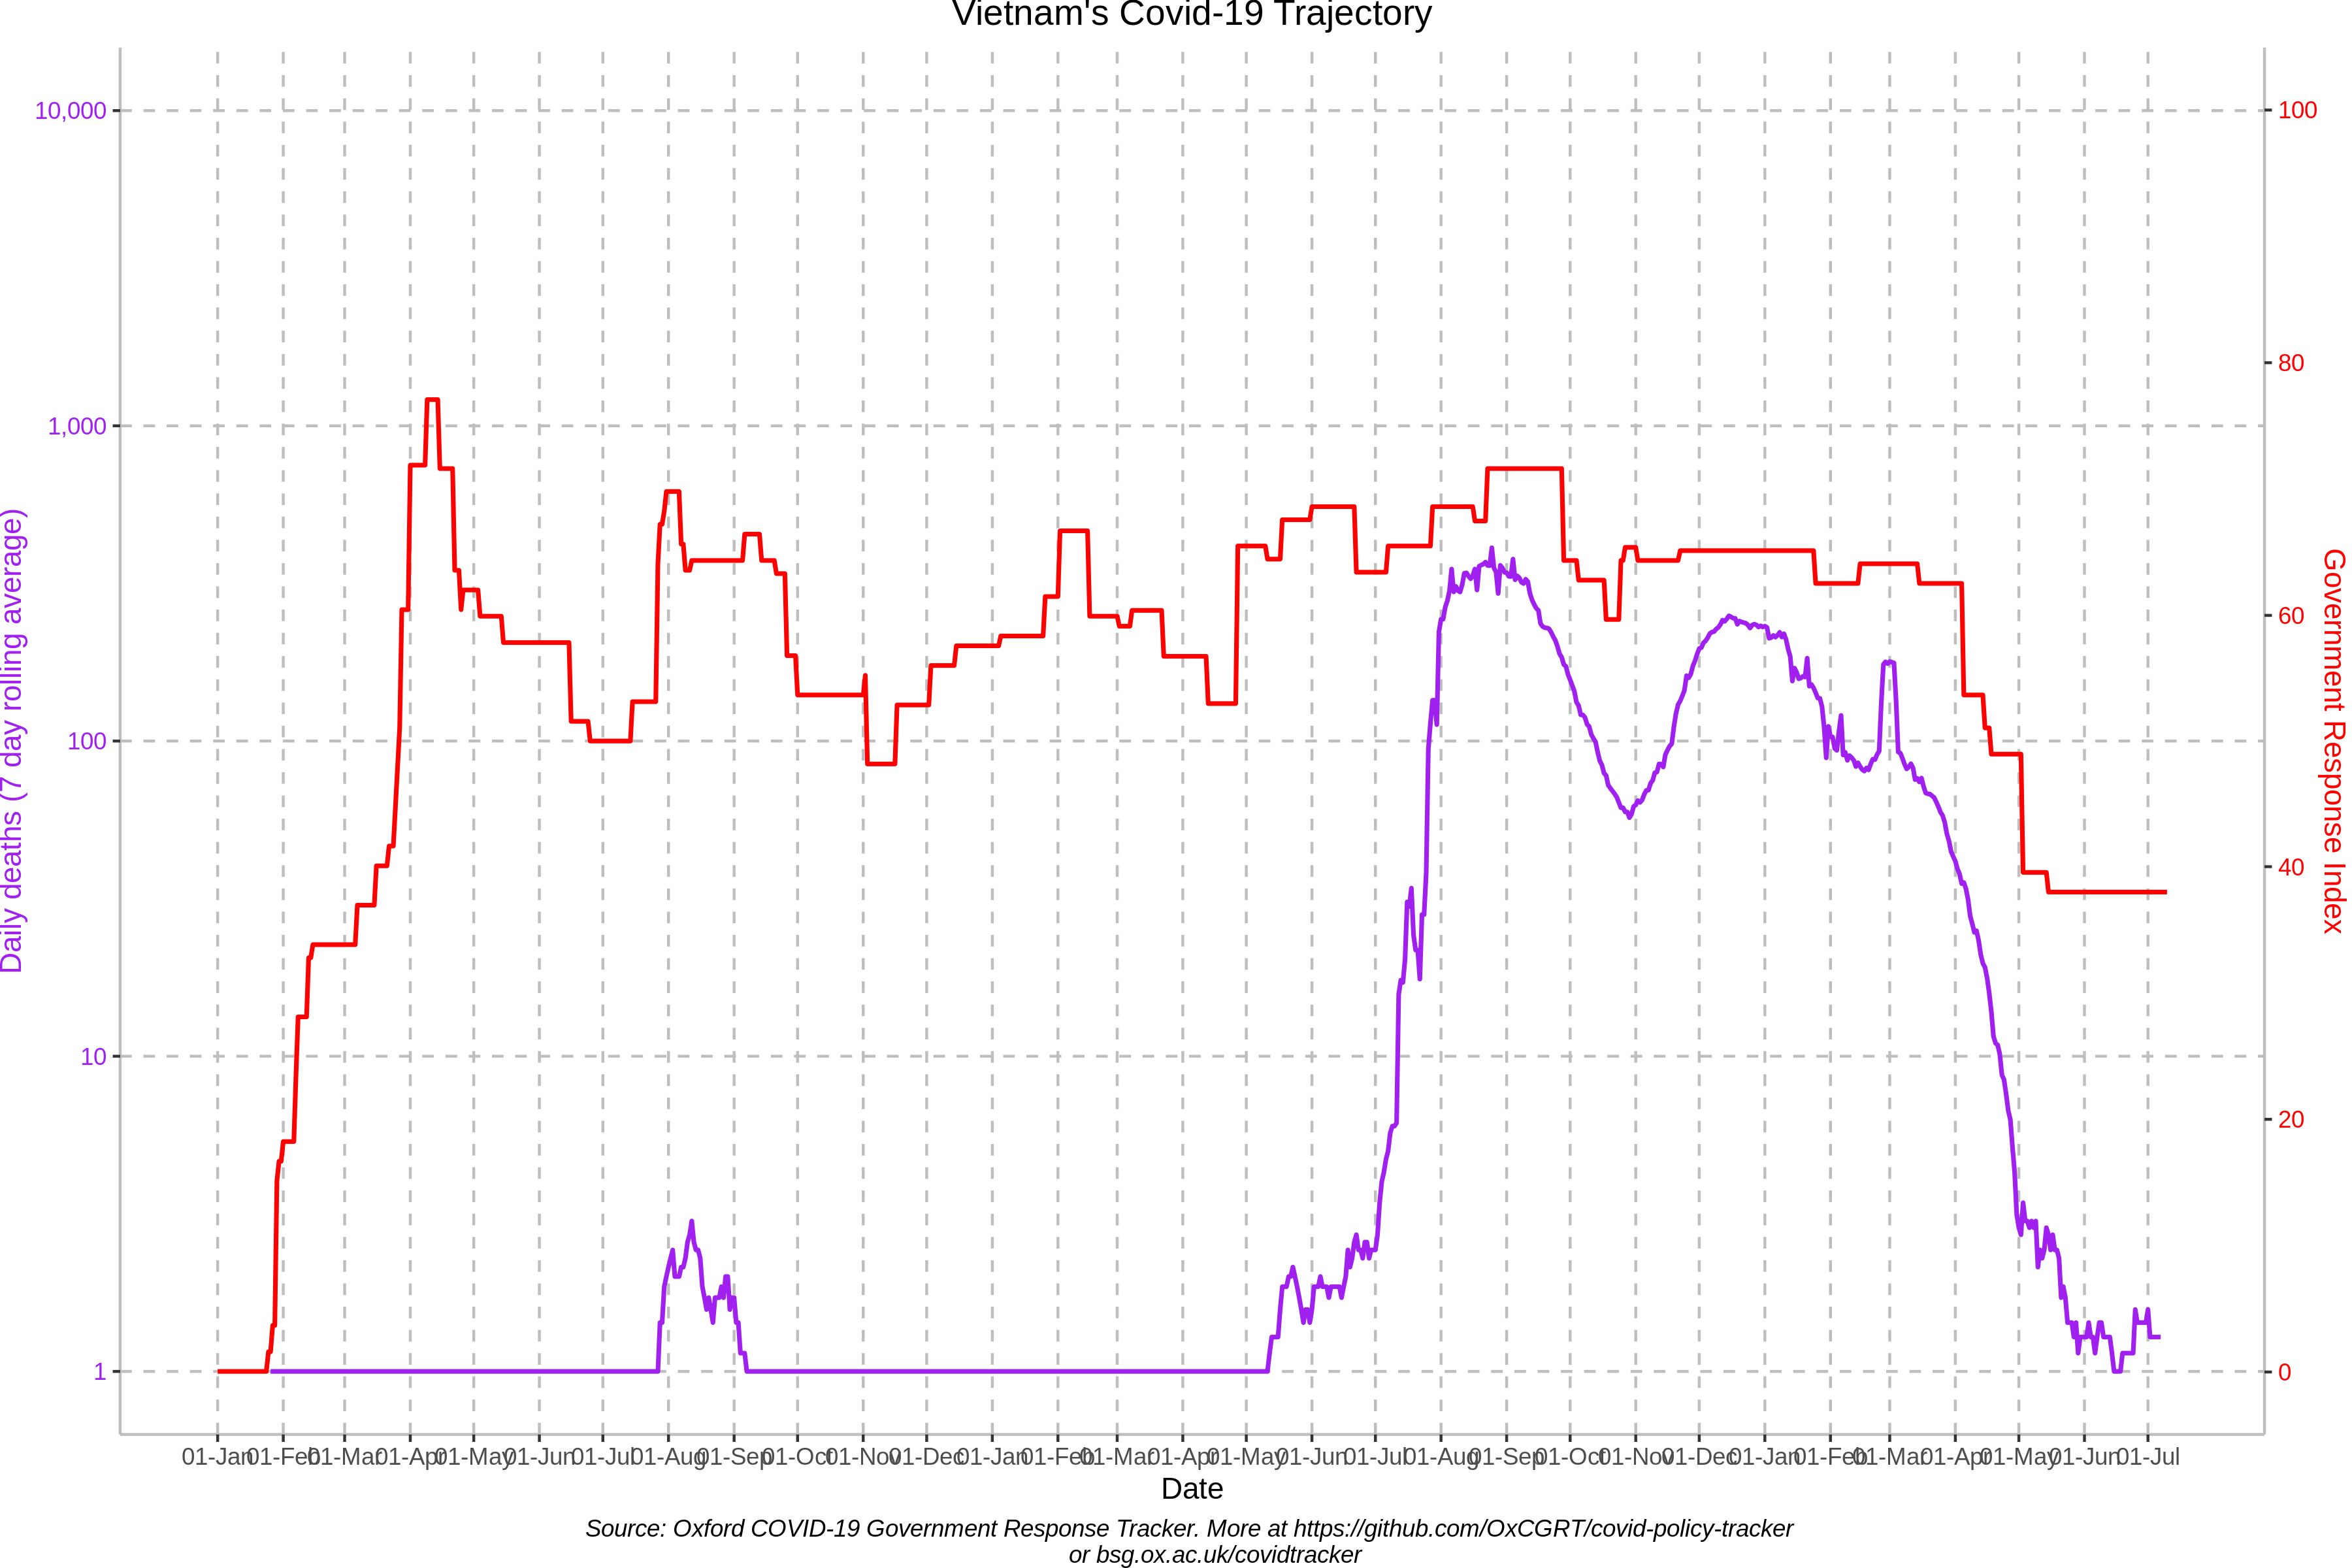 Vietnam's Covid-19 Trajectory
10,000
1,000
100
10
1
Daily deaths (7 day rolling average)
100
80
60
40
20
0
Government Response Index
01-Jan 01-Feb 01-Mar 01-Apr 01-May 01-Jun 01-Jul 01-Aug 01-Sep 01-Oct 01-Nov 01-Dec 01-Jan 01-Feb 01-Mar 01-Apr 01-May 01-Jun 01-Jul 01-Aug 01-Sep 01-Oct 01-Nov 01-Dec 01-Jan 01-Feb 01-Mar 01-Apr 01-May 01-Jun 01-Jul
Date
Source: Oxford COVID-19 Government Response Tracker. More at https://github.com/OxCGRT/covid-policy-tracker
or bsg.ox.ac.uk/covidtracker